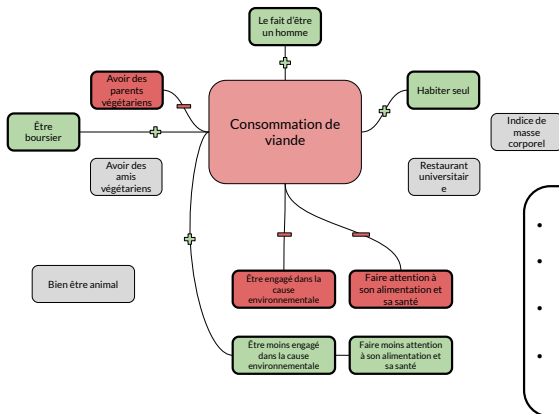 Le fait d'être
un homme
Avoir des
parents
végétariens
Consommation de
viande
Habiter seul
Être
boursier
Indice de
masse
corporel
Avoir des
amis
végétariens
Restaurant
universitair
e
Bien être animal
Être engagé dans la
cause
environnementale
Faire attention à
son alimentation et
sa santé
Être moins engagé
dans la cause
environnementale
Faire moins attention
à son alimentation et
sa santé